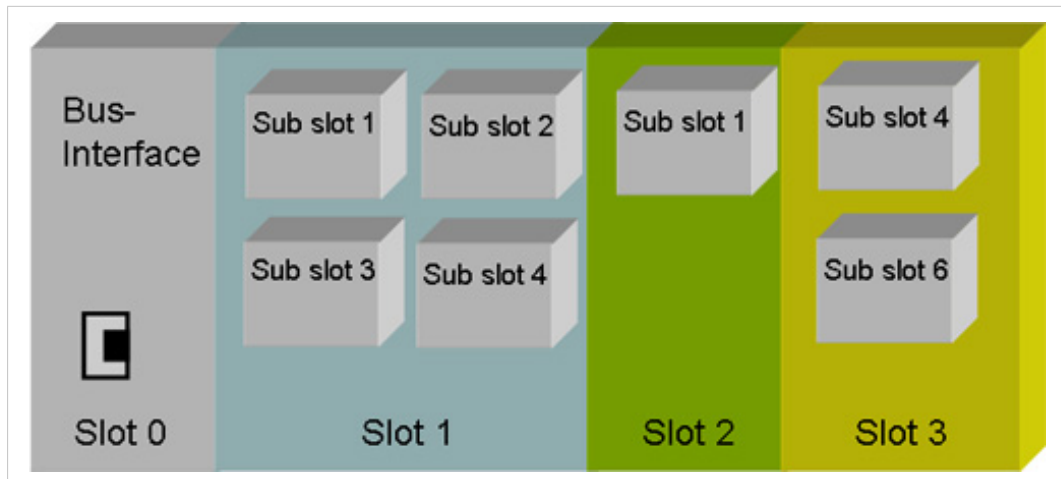 Bus-
Interface
Sub slot 1
Sub slot 2
Sub slot 3
Sub slot 4
Sub slot 1
Sub slot 4
Sub slot 6
Slot 0
Slot 1
Slot 2
Slot 3